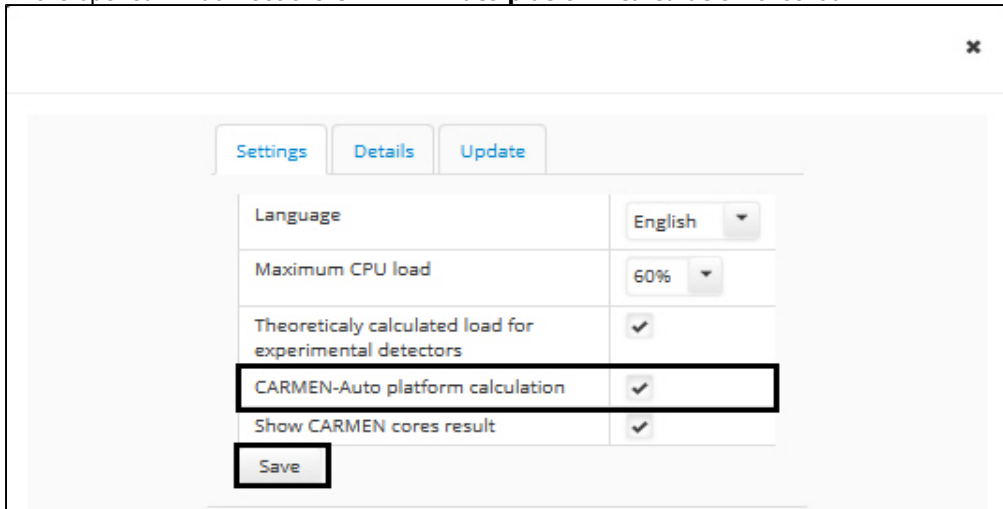 Settings Details Update
Language English
Maximum CPU load 60%
Theoreticaly calculated load for
experimental detectors
CARMEN-Auto platform calculation
Show CARMEN cores result
Save